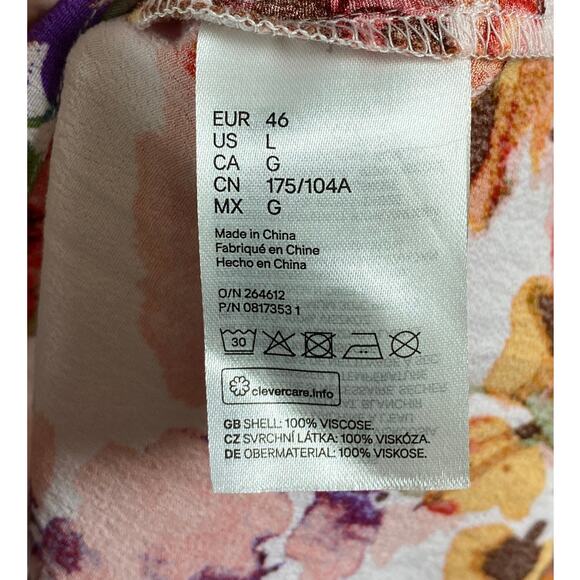 EUR 46
US L
CA G
CN 175/104A
MX G
Made in China
Fabriqué en Chine
Hecho en China
O/N 264612
P/N 0817353 1
30
clevercare.info
GB SHELL: 100% VISCOSE.
CZ SVRCHNÍ LÁTKA: 100% VISKÓZA.
DE OBERMATERIAL: 100% VISKOSE.